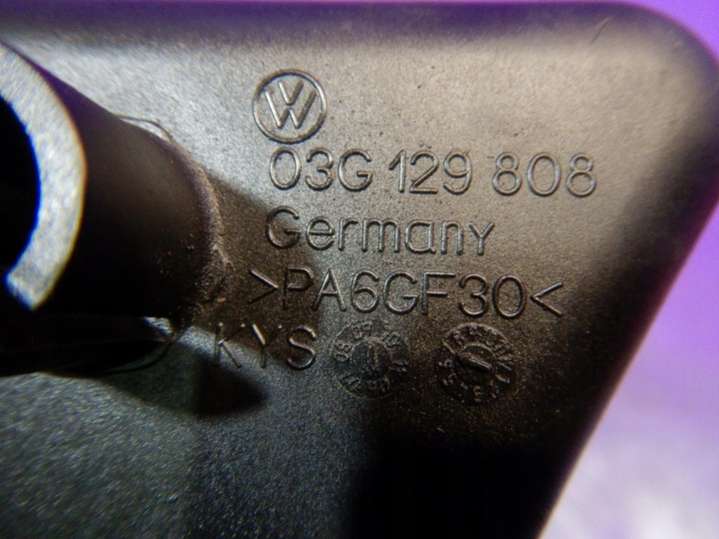 03G 129 808
Germany
>PA6GF30<
KYS